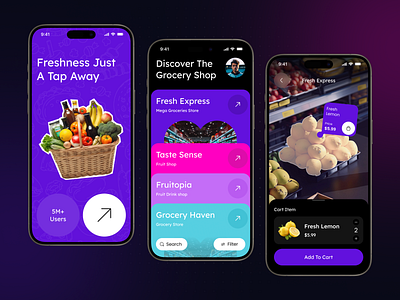 9:41
Freshness Just
A Tap Away
5M+
Users
9:41
Discover The
Grocery Shop
Fresh Express
Mega Groceries Store
Taste Sense
Fruit Shop
Fruitopia
Fruit Drink shop
Grocery Haven
Grocery Store
Search
Filter
9:41
Fresh Express
Fresh
Lemon
Price
$5.99
Cart Item
Fresh Lemon
$5.99
2
Add To Cart